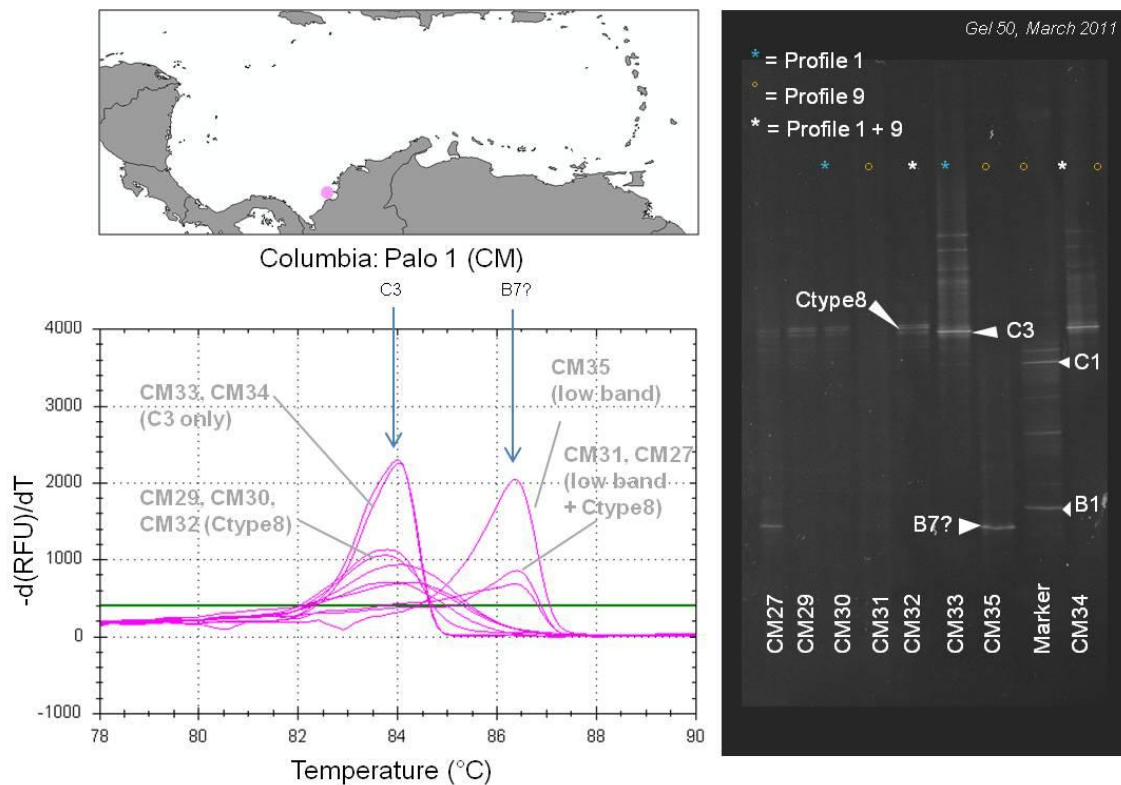 Columbia: Palo 1 (CM)
C3
B7?
4000
3000
2000
1000
0
-1000
-d(RFU)/dT
CM33, CM34
(C3 only)
CM29, CM30,
CM32 (Ctype8)
CM35
(low band)
CM31, CM27
(low band
+ Ctype8)
78
80
82
84
86
88
90
Temperature (°C)
Gel 50, March 2011
* = Profile 1
° = Profile 9
* = Profile 1 + 9
* ° * * ° ° * °
Ctype8
C3
C1
B1
B7?
CM27
CM29
CM30
CM31
CM32
CM33
CM35
Marker
CM34